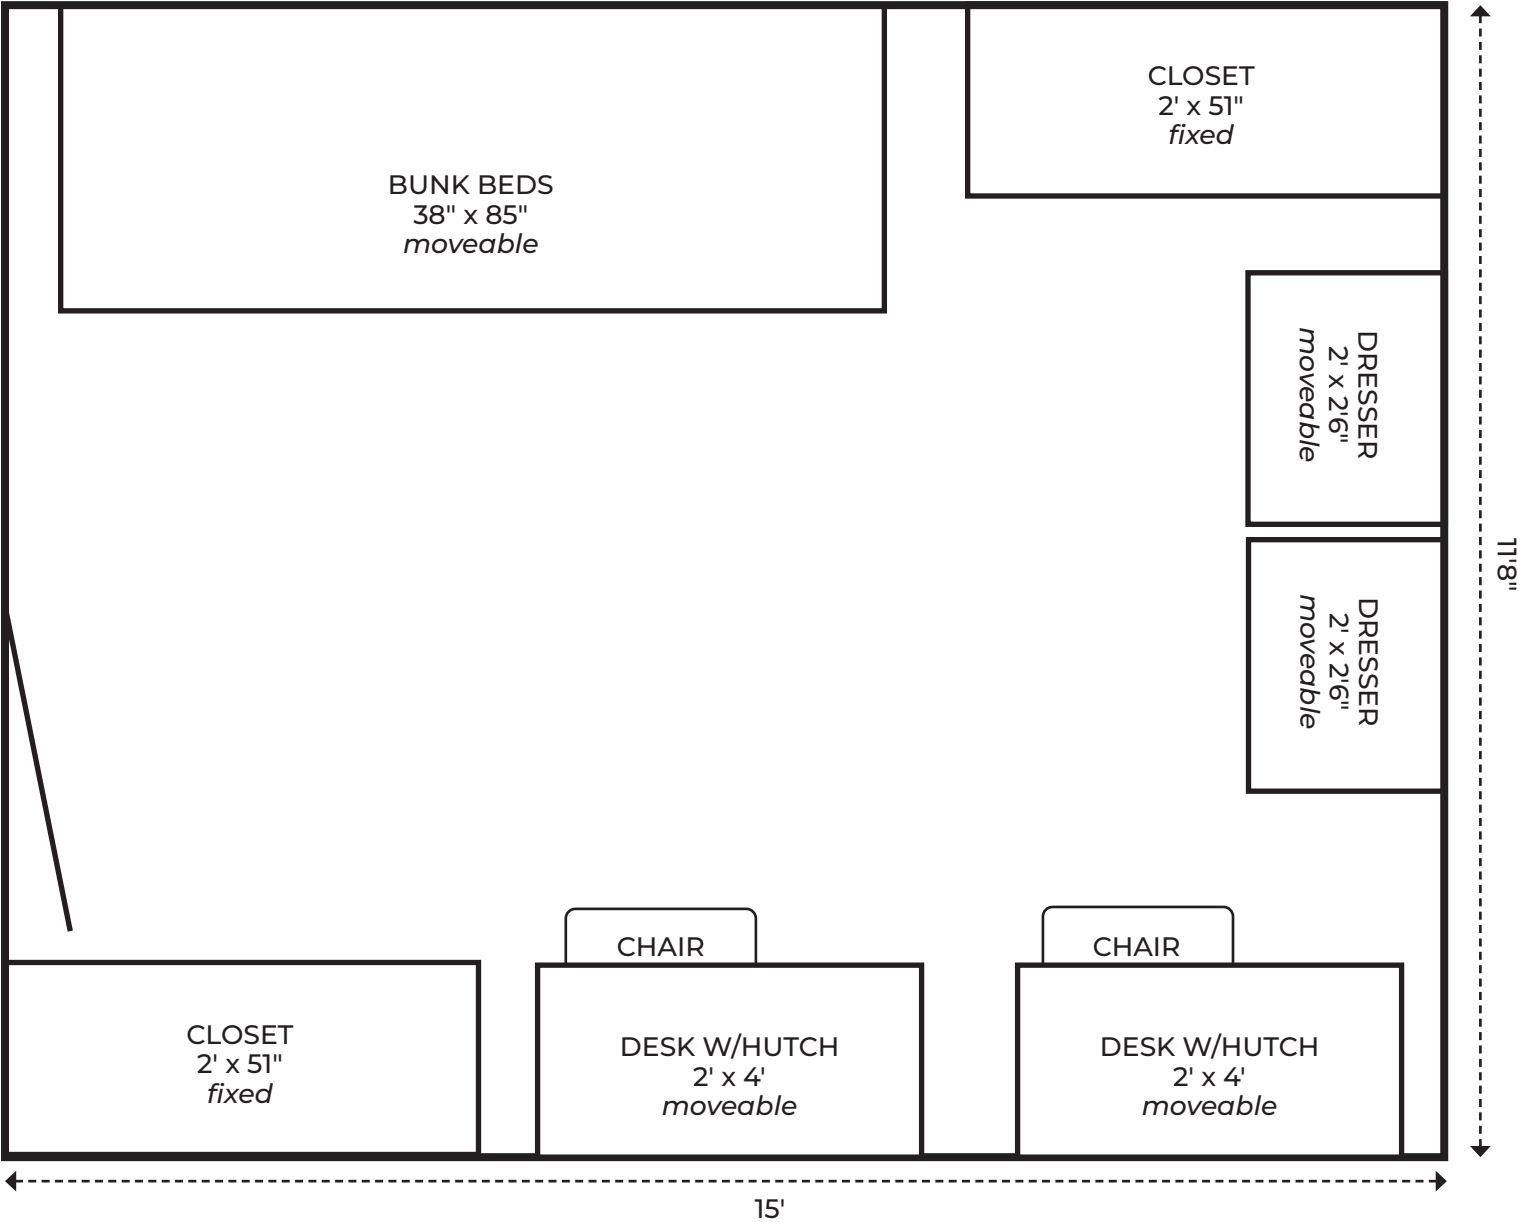 CLOSET
2' x 51"
fixed
BUNK BEDS
38" x 85"
moveable
DRESSER
2' x 2'6"
moveable
11'8"
DRESSER
2' x 2'6"
moveable
CHAIR
CHAIR
CLOSET
2' x 51"
fixed
DESK W/HUTCH
2' x 4'
moveable
DESK W/HUTCH
2' x 4'
moveable
15'